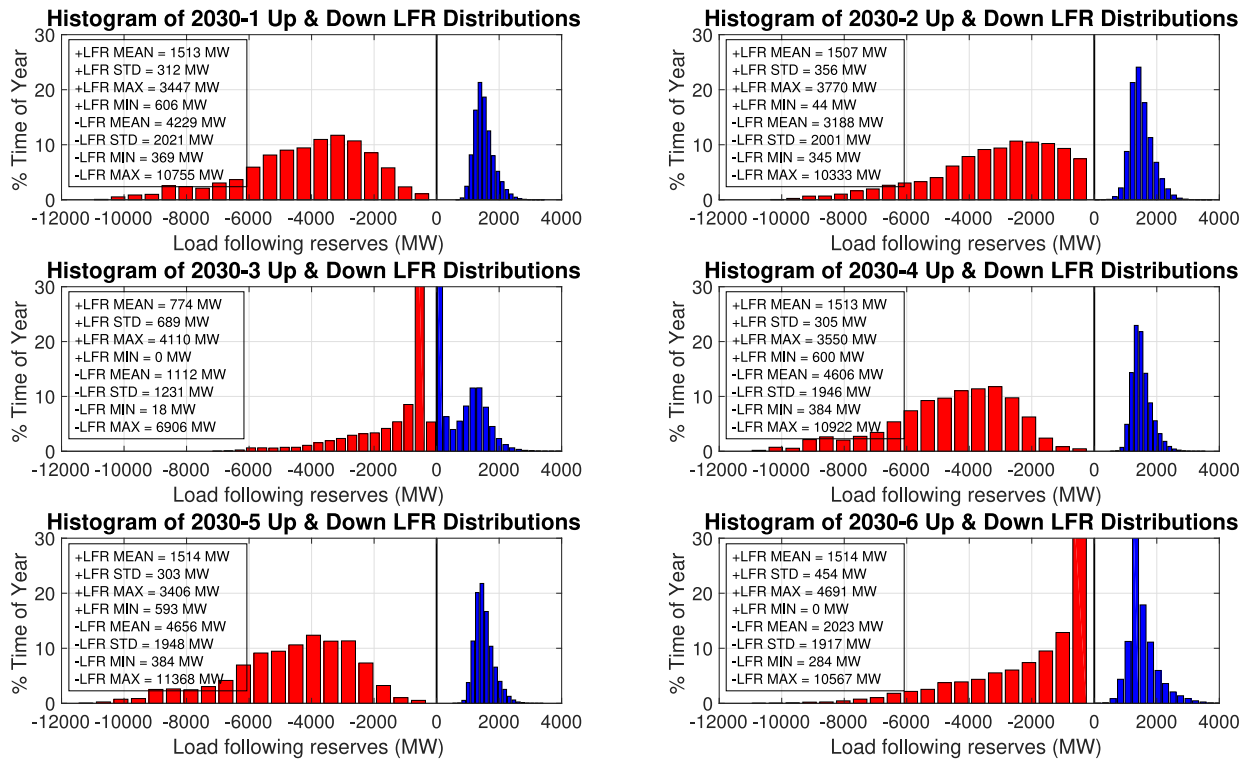 Histogram of 2030-1 Up & Down LFR Distributions
% Time of Year
30
20
10
0
+LFR MEAN = 1513 MW
+LFR STD = 312 MW
+LFR MAX = 3447 MW
+LFR MIN = 606 MW
-LFR MEAN = 4229 MW
-LFR STD = 2021 MW
-LFR MIN = 369 MW
-LFR MAX = 10755 MW
-12000 -10000 -8000 -6000 -4000 -2000 0 2000 4000
Load following reserves (MW)
Histogram of 2030-2 Up & Down LFR Distributions
% Time of Year
30
20
10
0
+LFR MEAN = 1507 MW
+LFR STD = 356 MW
+LFR MAX = 3770 MW
+LFR MIN = 44 MW
-LFR MEAN = 3188 MW
-LFR STD = 2001 MW
-LFR MIN = 345 MW
-LFR MAX = 10333 MW
-12000 -10000 -8000 -6000 -4000 -2000 0 2000 4000
Load following reserves (MW)
Histogram of 2030-3 Up & Down LFR Distributions
% Time of Year
30
20
10
0
+LFR MEAN = 774 MW
+LFR STD = 689 MW
+LFR MAX = 4110 MW
+LFR MIN = 0 MW
-LFR MEAN = 1112 MW
-LFR STD = 1231 MW
-LFR MIN = 18 MW
-LFR MAX = 6906 MW
-12000 -10000 -8000 -6000 -4000 -2000 0 2000 4000
Load following reserves (MW)
Histogram of 2030-4 Up & Down LFR Distributions
% Time of Year
30
20
10
0
+LFR MEAN = 1513 MW
+LFR STD = 305 MW
+LFR MAX = 3550 MW
+LFR MIN = 600 MW
-LFR MEAN = 4606 MW
-LFR STD = 1946 MW
-LFR MIN = 384 MW
-LFR MAX = 10922 MW
-12000 -10000 -8000 -6000 -4000 -2000 0 2000 4000
Load following reserves (MW)
Histogram of 2030-5 Up & Down LFR Distributions
% Time of Year
30
20
10
0
+LFR MEAN = 1514 MW
+LFR STD = 303 MW
+LFR MAX = 3406 MW
+LFR MIN = 593 MW
-LFR MEAN = 4656 MW
-LFR STD = 1948 MW
-LFR MIN = 384 MW
-LFR MAX = 11368 MW
-12000 -10000 -8000 -6000 -4000 -2000 0 2000 4000
Load following reserves (MW)
Histogram of 2030-6 Up & Down LFR Distributions
% Time of Year
30
20
10
0
+LFR MEAN = 1514 MW
+LFR STD = 454 MW
+LFR MAX = 4691 MW
+LFR MIN = 0 MW
-LFR MEAN = 2023 MW
-LFR STD = 1917 MW
-LFR MIN = 284 MW
-LFR MAX = 10567 MW
-12000 -10000 -8000 -6000 -4000 -2000 0 2000 4000
Load following reserves (MW)